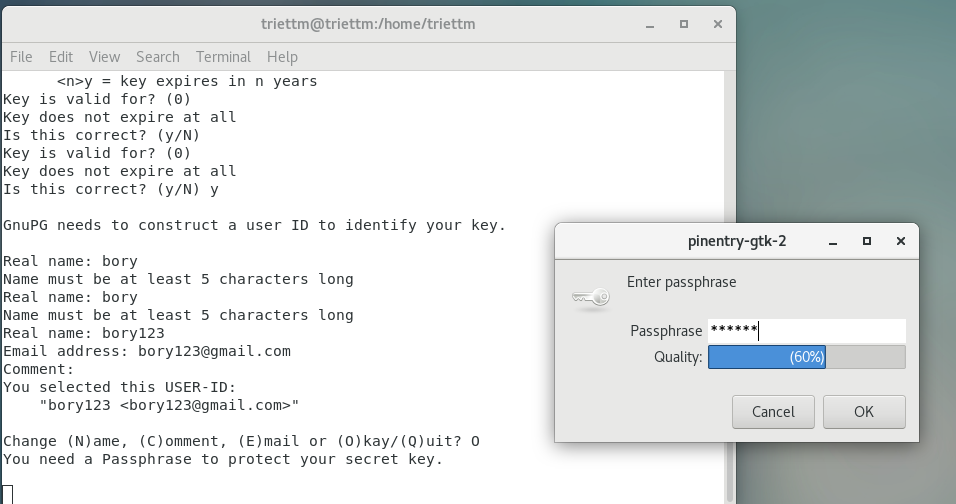 triettm@triettm:/home/triettm
File Edit View Search Terminal Help
<n>y = key expires in n years
Key is valid for? (0)
Key does not expire at all
Is this correct? (y/N)
Key is valid for? (0)
Key does not expire at all
Is this correct? (y/N) y
GnuPG needs to construct a user ID to identify your key.
Real name: bory
Name must be at least 5 characters long
Real name: bory
Name must be at least 5 characters long
Real name: bory123
Email address: bory123@gmail.com
Comment:
You selected this USER-ID:
"bory123 <bory123@gmail.com>"
Change (N)ame, (C)omment, (E)mail or (O)kay/(Q)uit? O
You need a Passphrase to protect your secret key.
pinentry-gtk-2
Enter passphrase
Passphrase ******
Quality: (60%)
Cancel OK